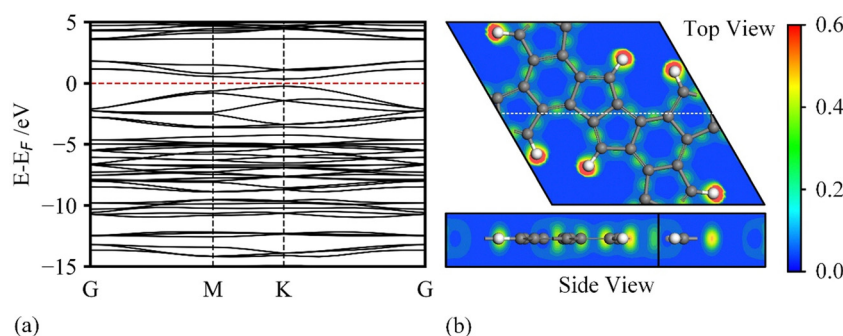 E-E_F /eV
5
0
−5
−10
−15
G
M
K
G
(a)
Top View
Side View
(b)
0.6
0.4
0.2
0.0